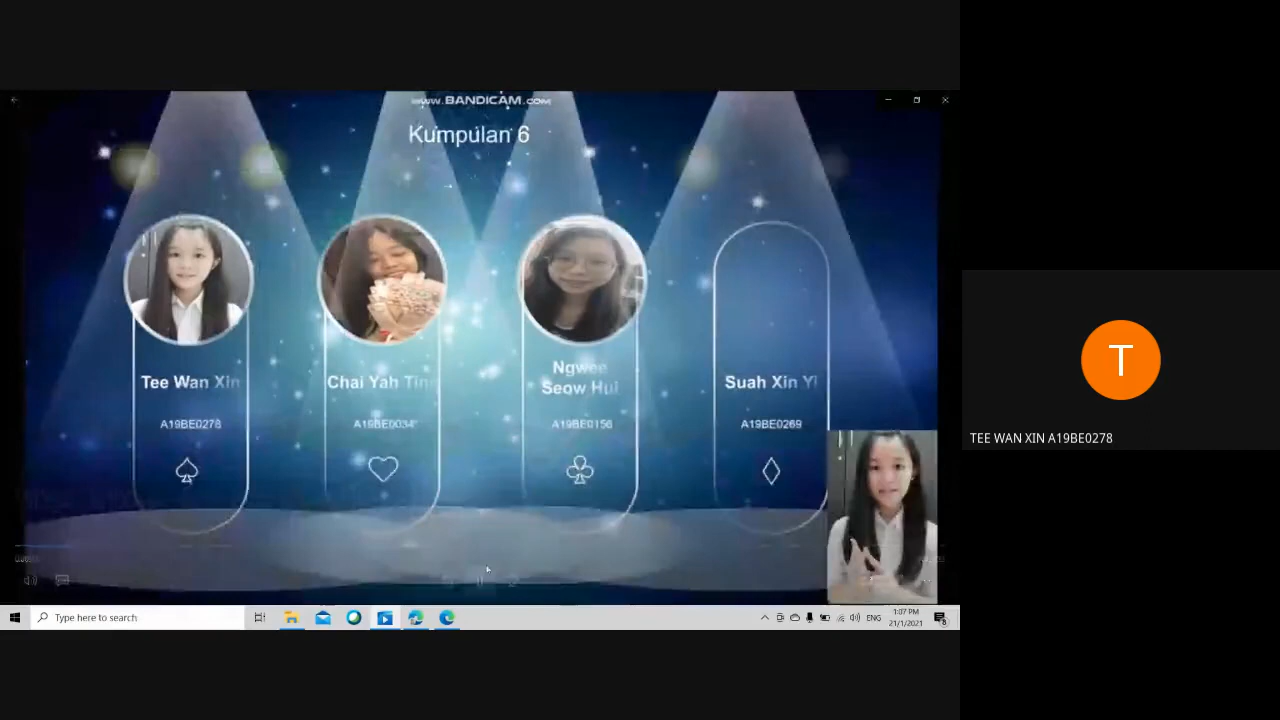 www.BANDICAM.com
Kumpulan 6
Tee Wan Xin
Chai Yah Ting
Ngwee
Seow Hui
Suah Xin Yi
A19BE0278
A19BE0156
A19BE0269
T
TEE WAN XIN A19BE0278
Type here to search
ENG
1:07 PM
21/1/2021